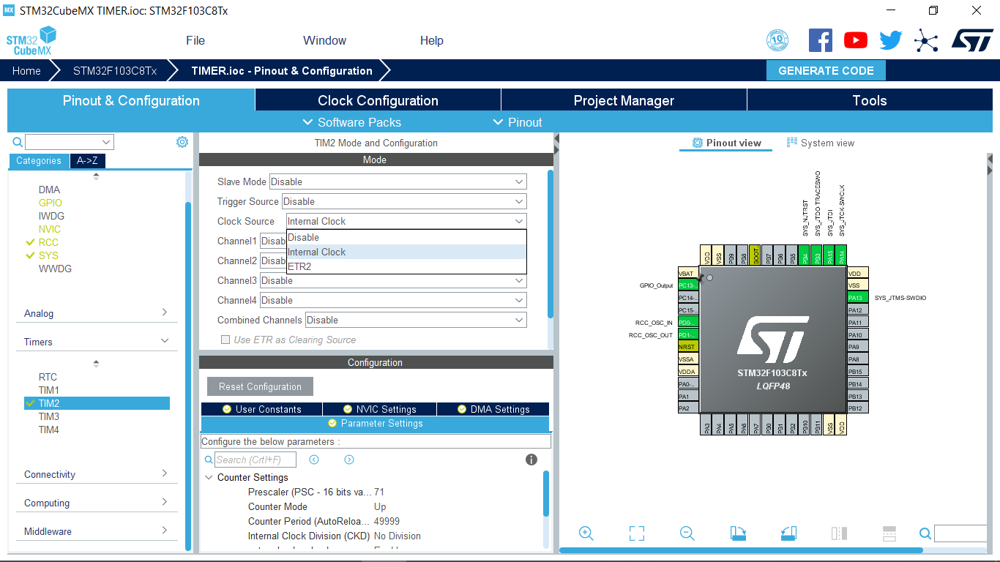 MX STM32CubeMX TIMER.ioc: STM32F103C8Tx
STM32
CubeMX
File Window Help
10
ST
Home STM32F103C8Tx TIMER.ioc - Pinout & Configuration GENERATE CODE
Pinout & Configuration Clock Configuration Project Manager Tools
Software Packs Pinout
Categories A->Z
DMA
GPIO
IWDG
NVIC
RCC
SYS
WWDG
Analog
Timers
RTC
TIM1
TIM2
TIM3
TIM4
Connectivity
Computing
Middleware
TIM2 Mode and Configuration
Mode
Slave Mode Disable
Trigger Source Disable
Clock Source Internal Clock
Disable
Internal Clock
ETR2
Channel1 Disab
Channel2 Disab
Channel3 Disable
Channel4 Disable
Combined Channels Disable
Use ETR as Clearing Source
Configuration
Reset Configuration
User Constants NVIC Settings DMA Settings
Parameter Settings
Configure the below parameters :
Search (Crtl+F)
Counter Settings
Prescaler (PSC - 16 bits va... 71
Counter Mode Up
Counter Period (AutoReloa... 49999
Internal Clock Division (CKD) No Division
Pinout view System view
SYS_NJTRST
SYS_JTDO-TRACESWO
SYS_JTDI
SYS_JTCK-SWCLK
VDD
VSS
PB9
PB8
BOOT..
PB7
PB6
PB5
PB4
PB3
PA15
PA14
VBAT
GPIO_Output PC13-..
PC14-..
PC15-..
RCC_OSC_IN PD0-..
RCC_OSC_OUT PD1-..
NRST
VSSA
VDDA
PA0-..
PA1
PA2
ST
STM32F103C8Tx
LQFP48
VDD
VSS
PA13 SYS_JTMS-SWDIO
PA12
PA11
PA10
PA9
PA8
PB15
PB14
PB13
PB12
PA3
PA4
PA5
PA6
PA7
PB0
PB1
PB2
PB10
PB11
VSS
VDD